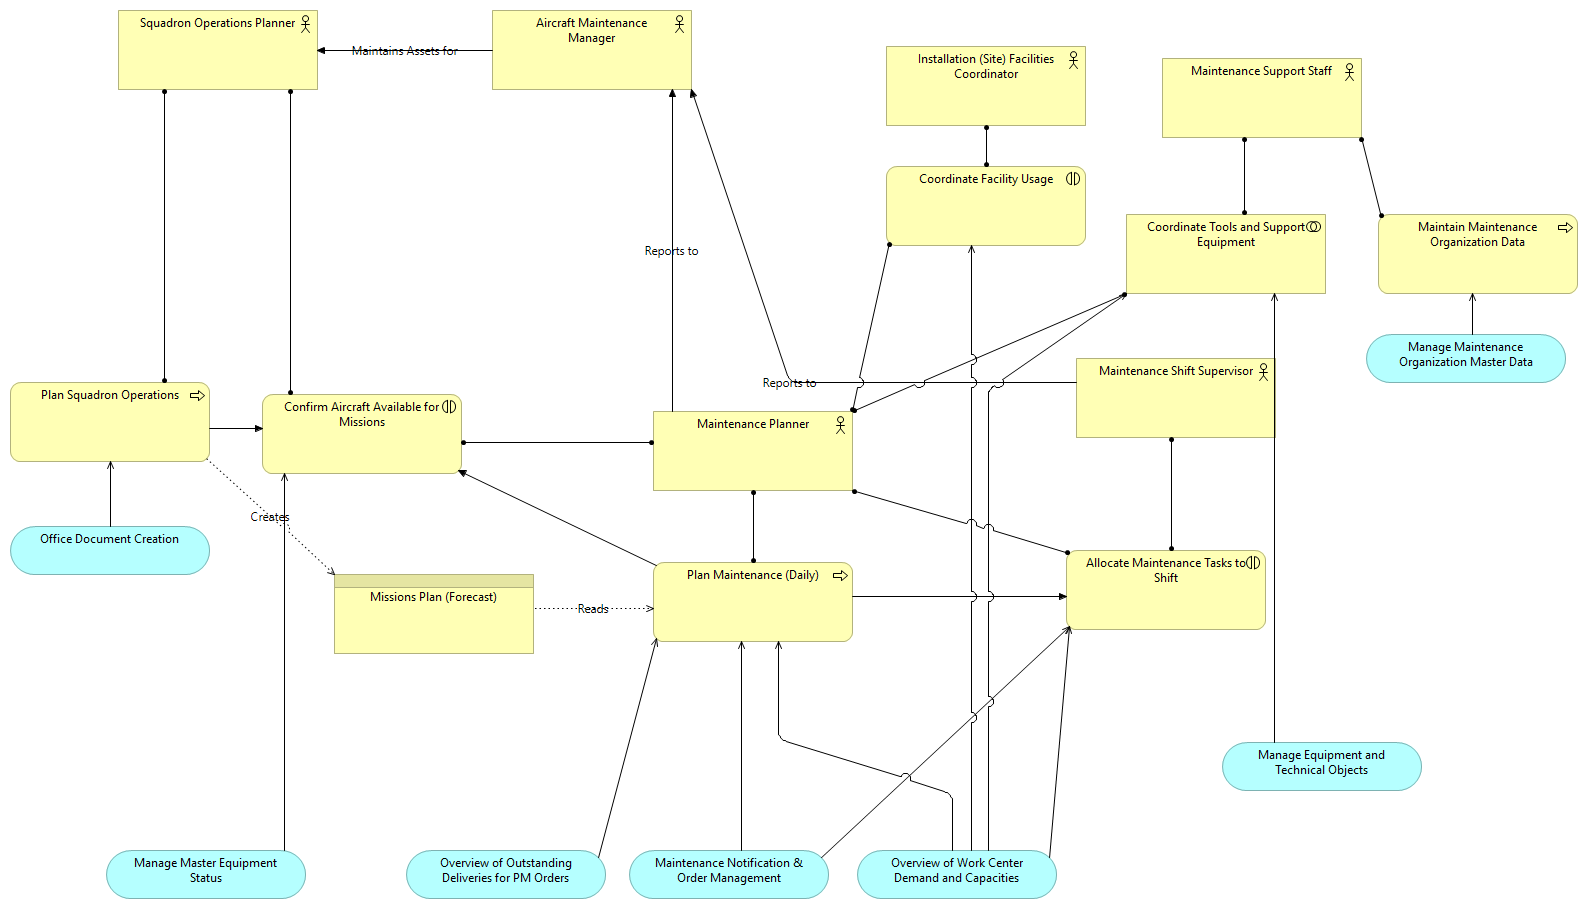 Squadron Operations Planner
Aircraft Maintenance
Manager
Maintains Assets for
Installation (Site) Facilities
Coordinator
Maintenance Support Staff
Coordinate Facility Usage
Coordinate Tools and Support
Equipment
Maintain Maintenance
Organization Data
Reports to
Manage Maintenance
Organization Master Data
Reports to
Maintenance Shift Supervisor
Plan Squadron Operations
Confirm Aircraft Available for
Missions
Maintenance Planner
Creates
Office Document Creation
Missions Plan (Forecast)
Reads
Plan Maintenance (Daily)
Allocate Maintenance Tasks to
Shift
Manage Equipment and
Technical Objects
Manage Master Equipment
Status
Overview of Outstanding
Deliveries for PM Orders
Maintenance Notification &
Order Management
Overview of Work Center
Demand and Capacities